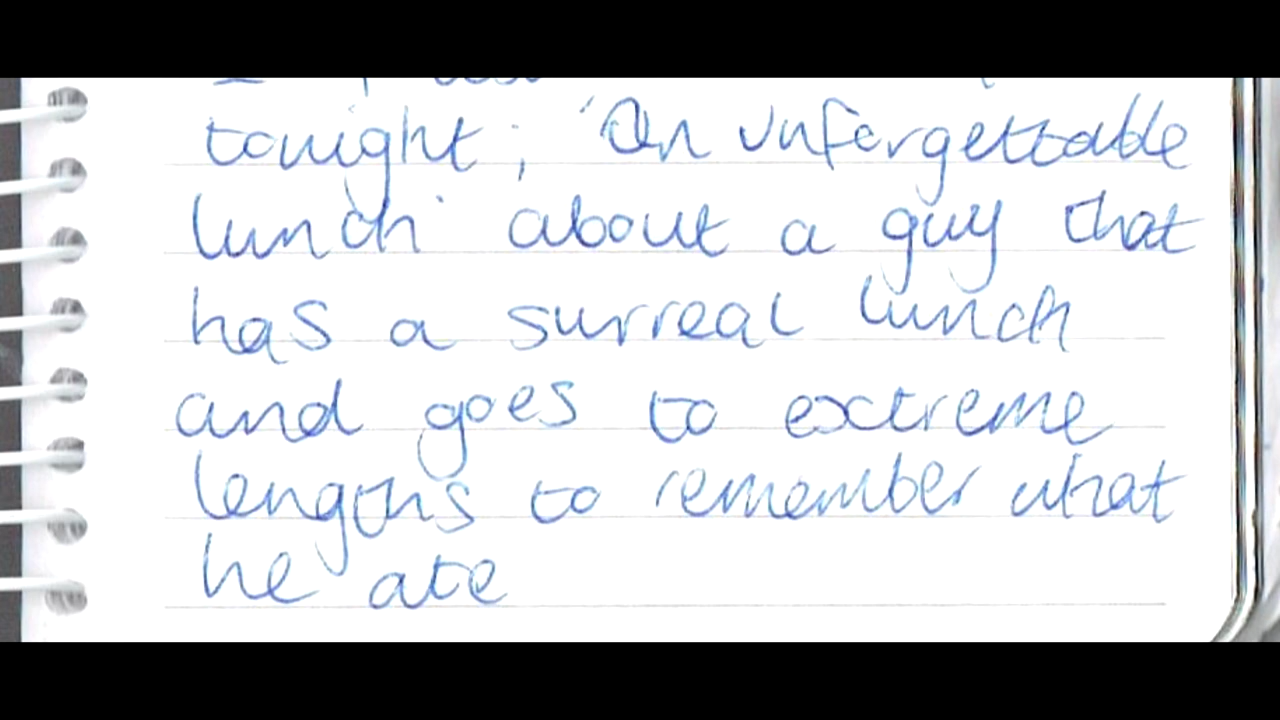 tonight; 'An unforgettable
lunch' about a guy that
has a surreal lunch
and goes to extreme
lengths to remember what
he ate